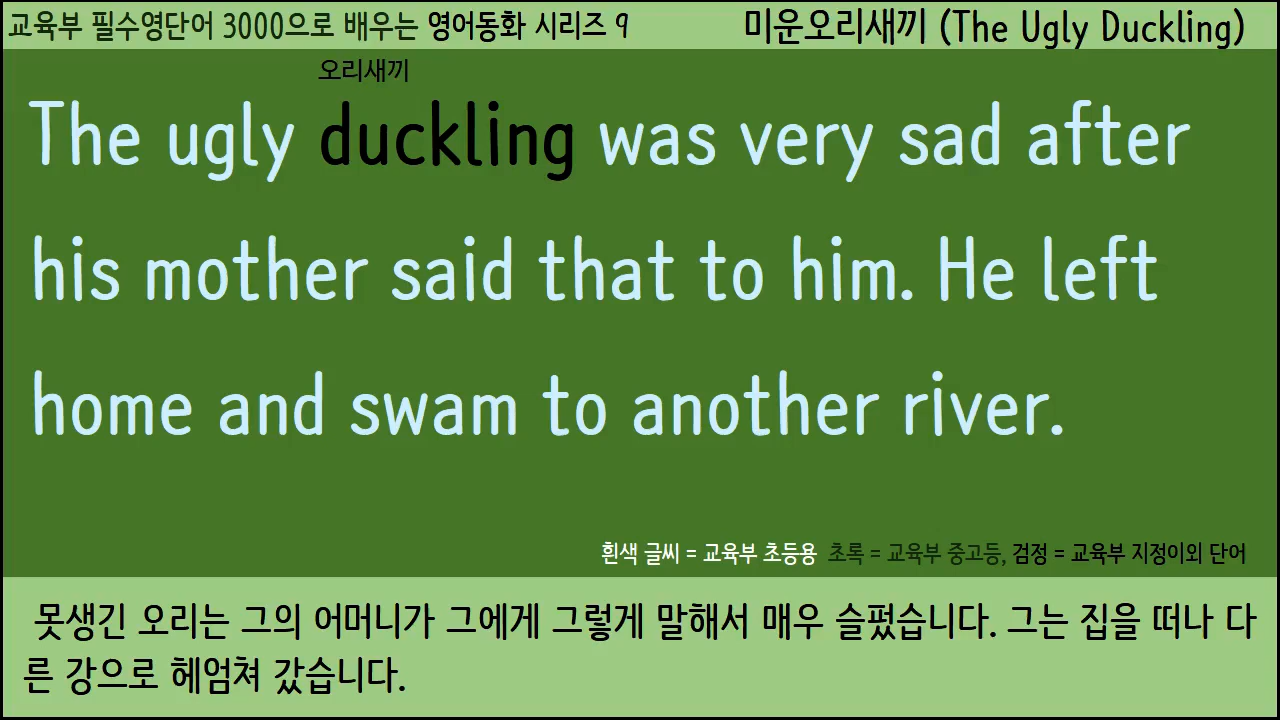 교육부 필수영단어 3000으로 배우는 영어동화 시리즈 9
미운오리새끼 (The Ugly Duckling)
오리새끼
The ugly duckling was very sad after
his mother said that to him. He left
home and swam to another river.
흰색 글씨 = 교육부 초등용 초록 = 교육부 중고등, 검정 = 교육부 지정이외 단어
못생긴 오리는 그의 어머니가 그에게 그렇게 말해서 매우 슬펐습니다. 그는 집을 떠나 다
른 강으로 헤엄쳐 갔습니다.